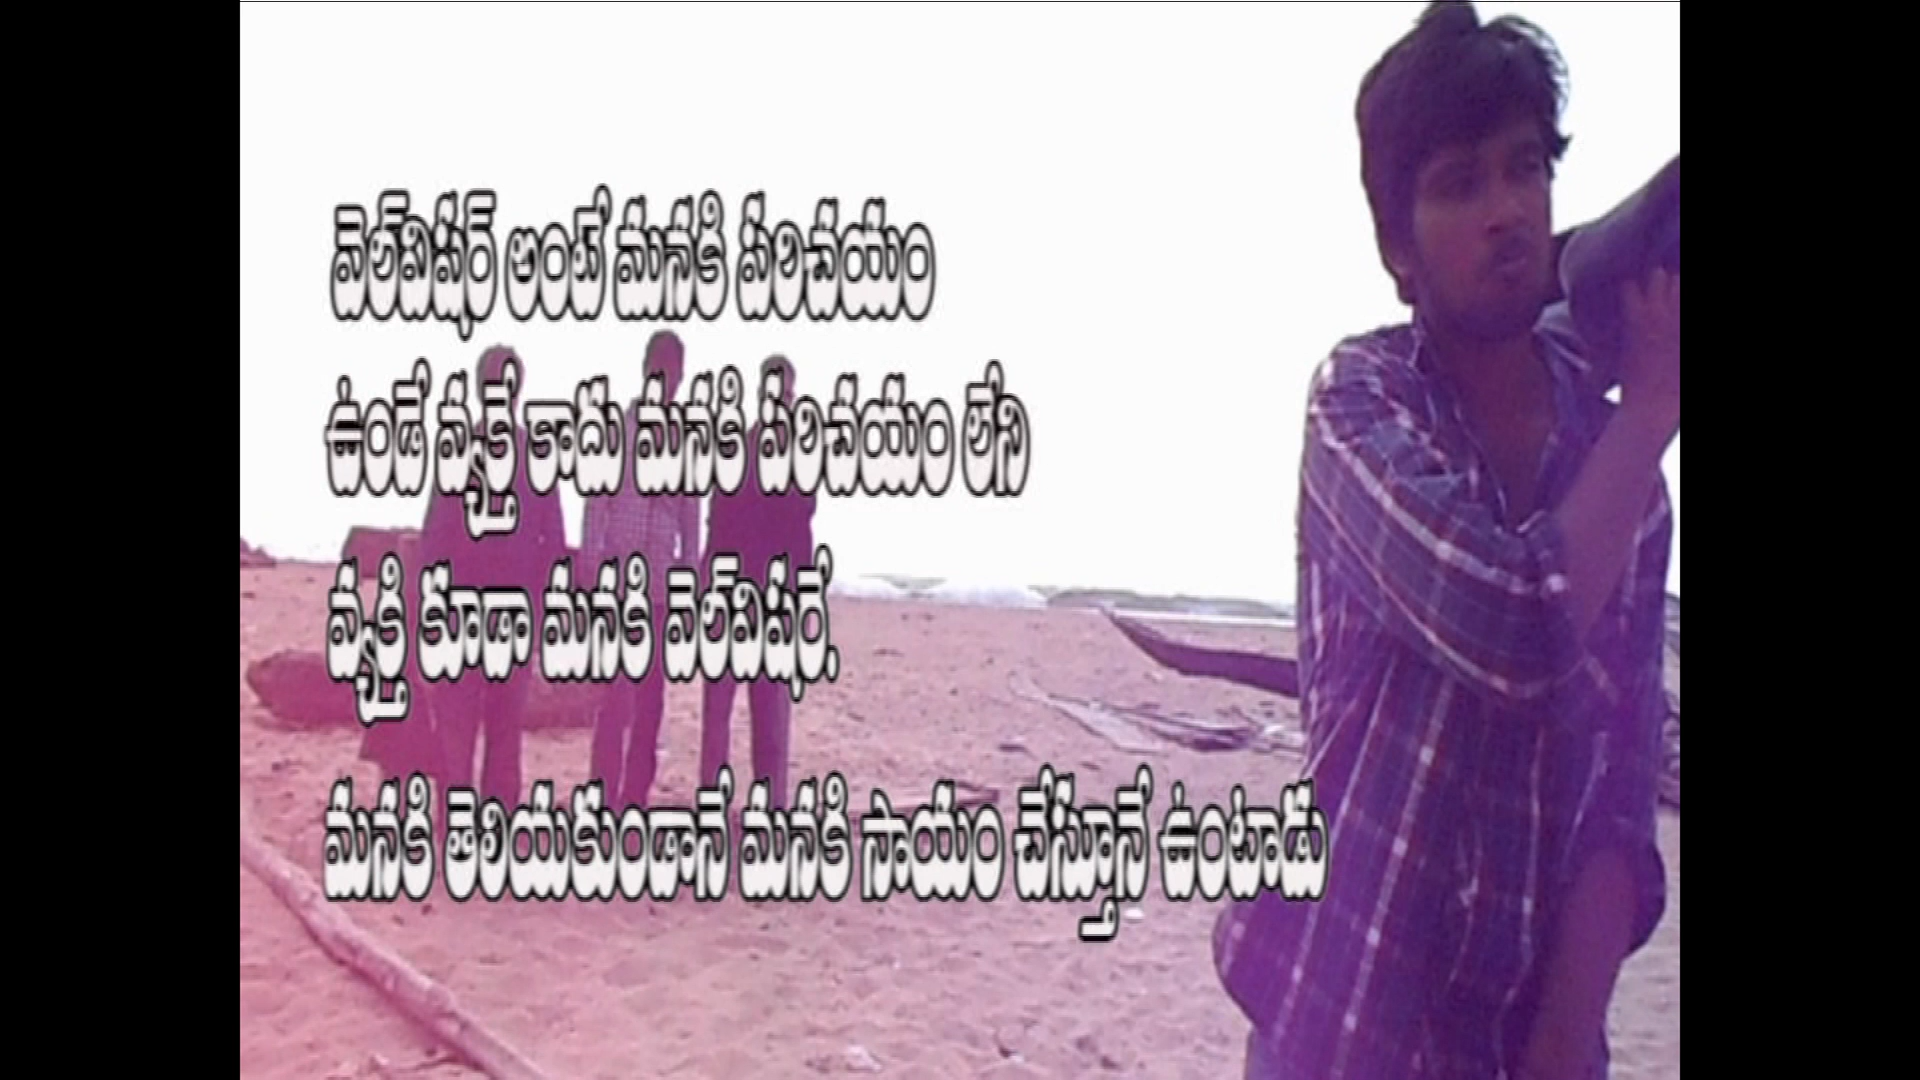 వెల్‌విషర్ అంటే మనకి పరిచయం
ఉండే వ్యక్తే కాదు మనకి పరిచయం లేని
వ్యక్తి కూడా మనకి వెల్‌విషరే.
మనకి తెలియకుండానే మనకి సాయం చేస్తూనే ఉంటాడు